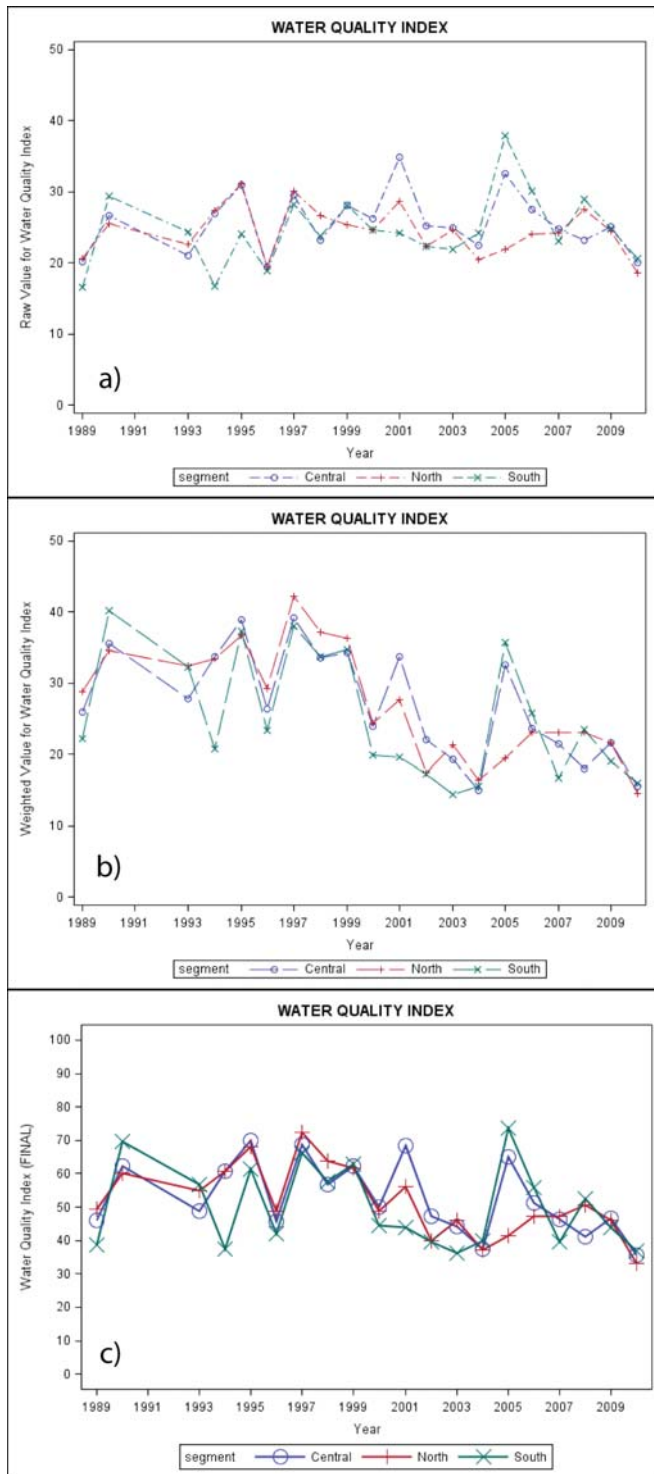 WATER QUALITY INDEX
50
40
30
20
10
0
Raw Value for Water Quality Index
a)
1989 1991 1993 1995 1997 1999 2001 2003 2005 2007 2009
Year
segment Central North South
WATER QUALITY INDEX
50
40
30
20
10
0
Weighted Value for Water Quality Index
b)
1989 1991 1993 1995 1997 1999 2001 2003 2005 2007 2009
Year
segment Central North South
WATER QUALITY INDEX
100
90
80
70
60
50
40
30
20
10
0
Water Quality Index (FINAL)
c)
1989 1991 1993 1995 1997 1999 2001 2003 2005 2007 2009
Year
segment Central North South